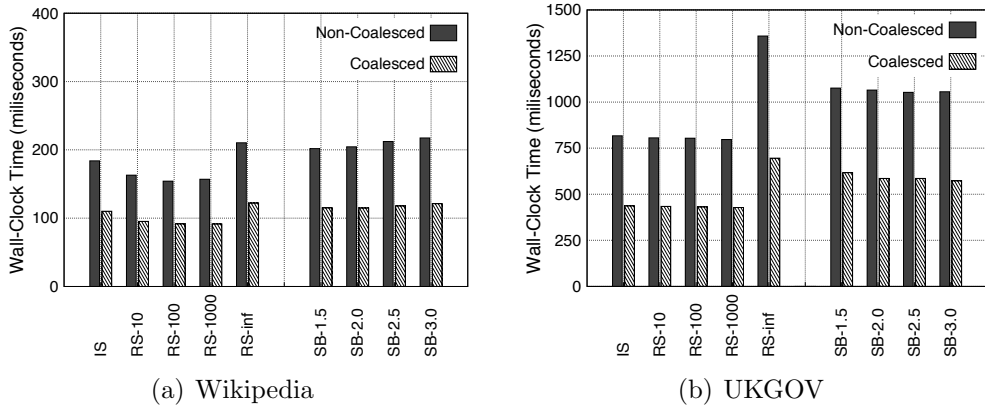 400
300
200
100
0
Wall-Clock Time (miliseconds)
Non-Coalesced
Coalesced
IS
RS-10
RS-100
RS-1000
RS-inf
SB-1.5
SB-2.0
SB-2.5
SB-3.0
(a) Wikipedia
1500
1250
1000
750
500
250
0
Wall-Clock Time (miliseconds)
Non-Coalesced
Coalesced
IS
RS-10
RS-100
RS-1000
RS-inf
SB-1.5
SB-2.0
SB-2.5
SB-3.0
(b) UKGOV